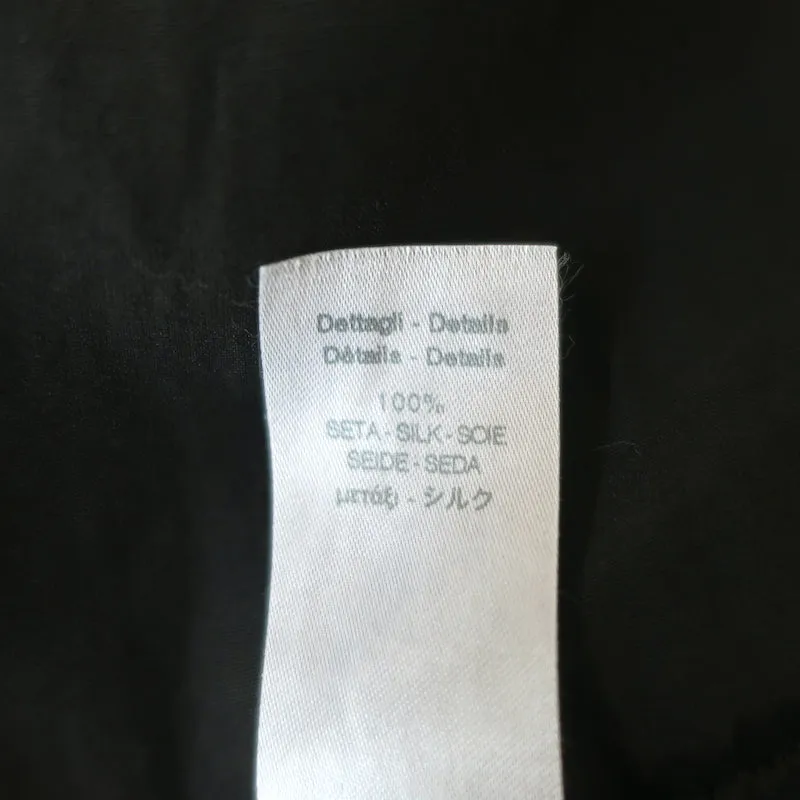 Dettagli - Details
Détails - Details
100%
SETA - SILK - SOIE
SEIDE - SEDA
μετάξι - シルク